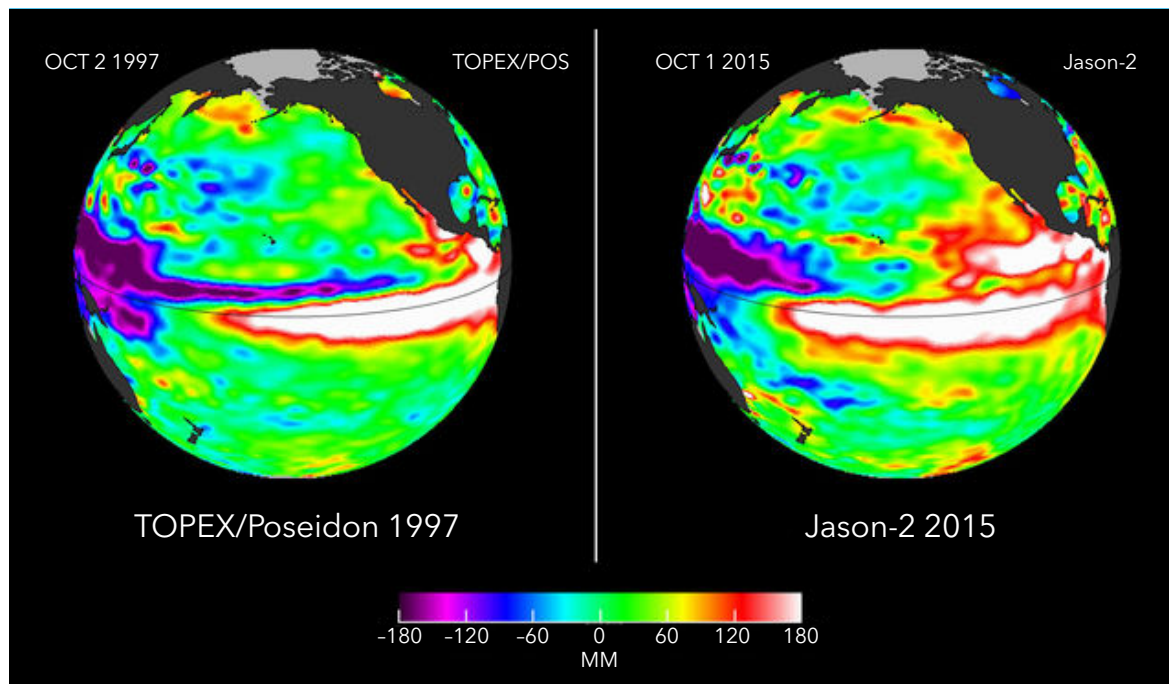 OCT 2 1997
TOPEX/POS
OCT 1 2015
Jason-2
TOPEX/Poseidon 1997
Jason-2 2015
–180 –120 –60 0 60 120 180
MM